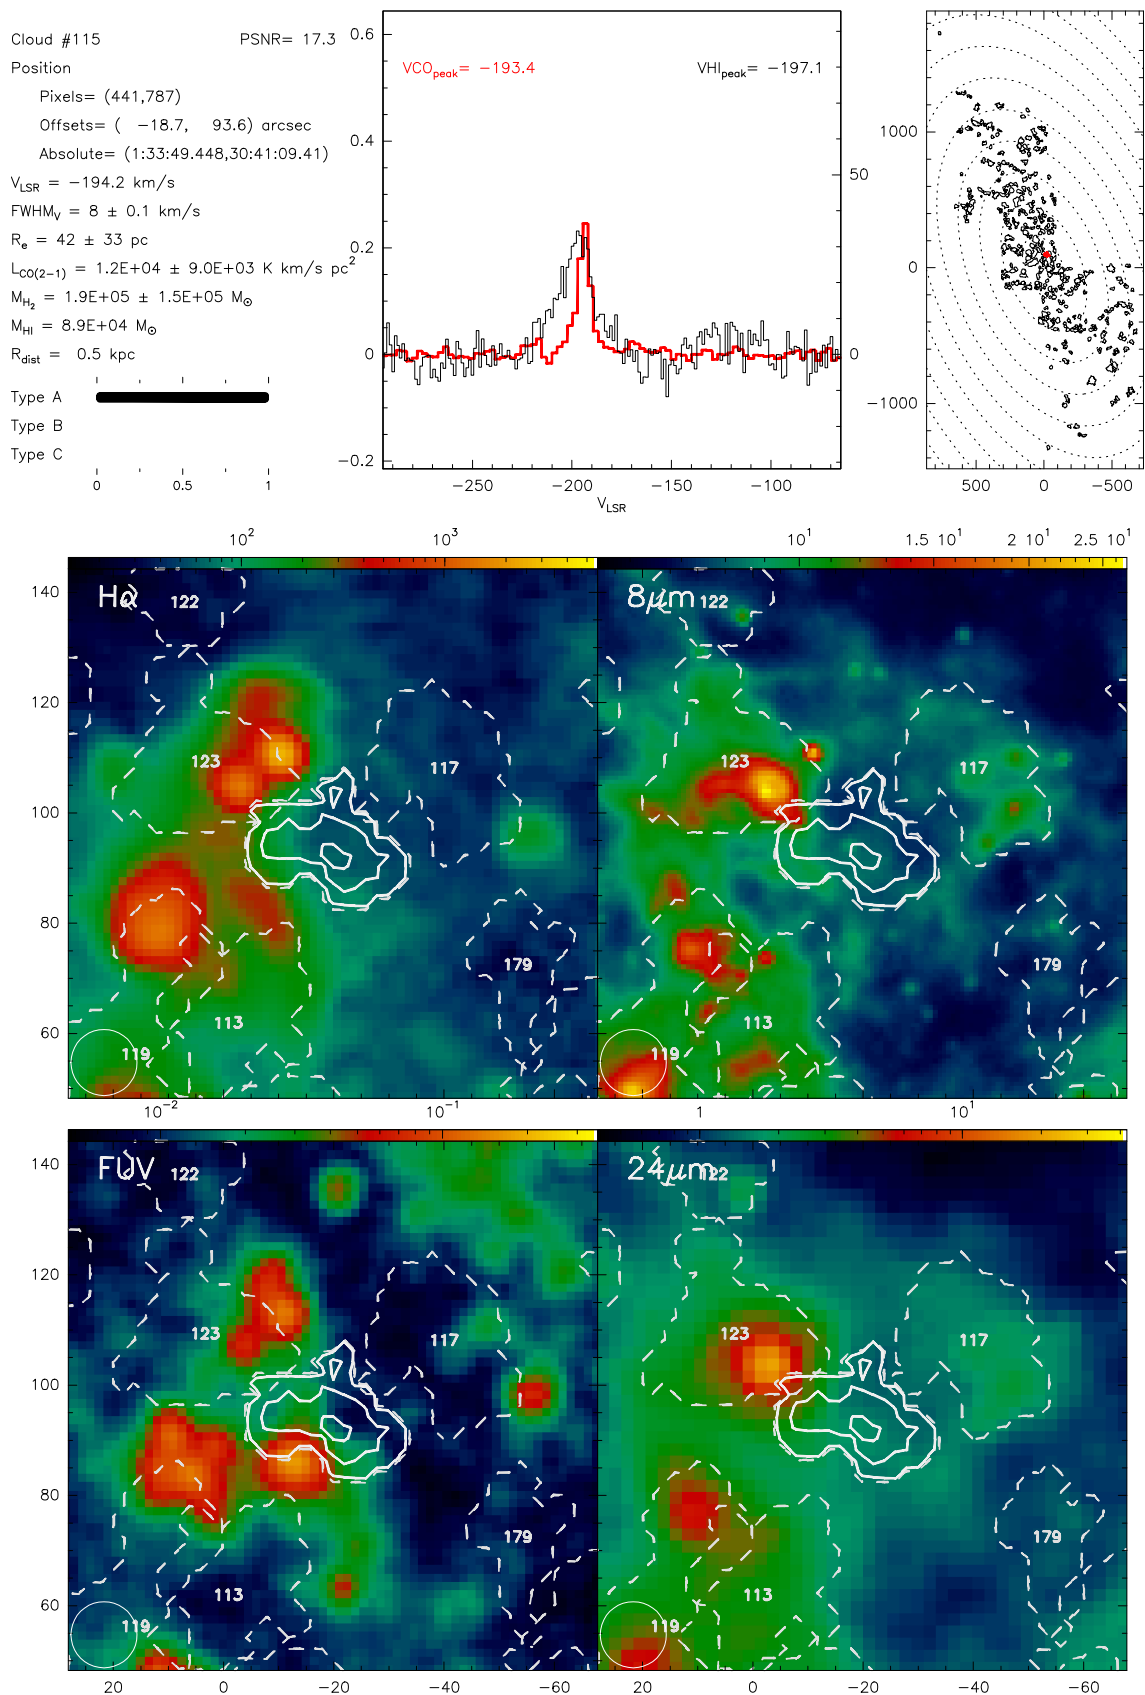 Cloud #115 PSNR= 17.3
Position
Pixels= (441,787)
Offsets= ( −18.7, 93.6) arcsec
Absolute= (1:33:49.448,30:41:09.41)
V_LSR = −194.2 km/s
FWHM_V = 8 ± 0.1 km/s
R_e = 42 ± 33 pc
L_CO(2−1) = 1.2E+04 ± 9.0E+03 K km/s pc²
M_H₂ = 1.9E+05 ± 1.5E+05 M⊙
M_HI = 8.9E+04 M⊙
R_dist = 0.5 kpc
Type A
Type B
Type C
0 0.5 1
VCO_peak= −193.4 VHI_peak= −197.1
0.6
0.4
0.2
0
−0.2
50
0
−250 −200 −150 −100
V_LSR
1000
0
−1000
500 0 −500
10² 10³
10¹ 1.5 10¹ 2 10¹ 2.5 10¹
Hα
122
123
117
179
113
119
8μm
122
123
117
179
113
119
140
120
100
80
60
10⁻² 10⁻¹
1 10¹
FUV
122
123
117
179
113
119
24μm
122
123
117
179
113
119
140
120
100
80
60
20 0 −20 −40 −60
20 0 −20 −40 −60